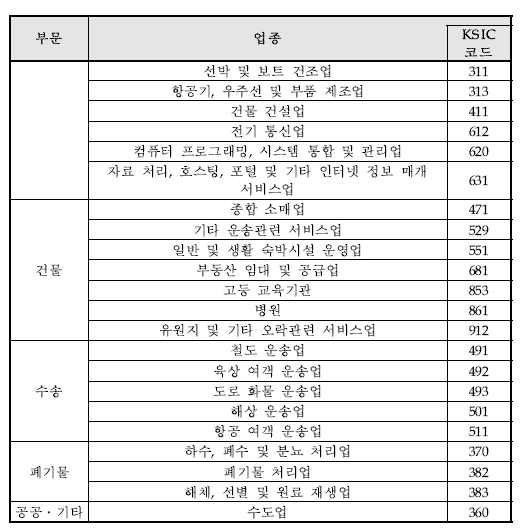 부문 업종 KSIC
코드
선박 및 보트 건조업 311
항공기, 우주선 및 부품 제조업 313
건물 건설업 411
전기 통신업 612
컴퓨터 프로그래밍, 시스템 통합 및 관리업 620
자료 처리, 호스팅, 포털 및 기타 인터넷 정보 매개
서비스업 631
건물 종합 소매업 471
기타 운송관련 서비스업 529
일반 및 생활 숙박시설 운영업 551
부동산 임대 및 공급업 681
고등 교육기관 853
병원 861
유원지 및 기타 오락관련 서비스업 912
수송 철도 운송업 491
육상 여객 운송업 492
도로 화물 운송업 493
해상 운송업 501
항공 여객 운송업 511
폐기물 하수, 폐수 및 분뇨 처리업 370
폐기물 처리업 382
해체, 선별 및 원료 재생업 383
공공·기타 수도업 360